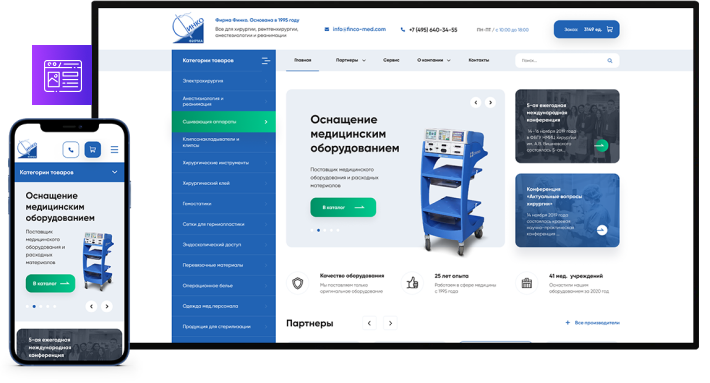 ФИНКО
ФИРМА
Фирма Финко. Основана в 1995 году
Все для хирургии, рентгенхирургии,
анестезиологии и реанимации
info@finco-med.com
+7 (495) 640-34-55
ПН-ПТ / с 10:00 до 18:00
Заказ: 3149 ед.
Категории товаров
Главная
Партнеры
Сервис
О компании
Контакты
Поиск...
Электрохирургия
Анестезиология и
реанимация
Сшивающие аппараты
Клипсонакладыватели и
клипсы
Хирургические инструменты
Хирургический клей
Гемостатики
Сетки для герниопластики
Эндоскопический доступ
Перевязочные материалы
Операционное белье
Одежда мед.персонала
Продукция для стерилизации
Оснащение
медицинским
оборудованием
Поставщик медицинского
оборудования и расходных
материалов
В каталог
5-ая ежегодная
международная
конференция
14 - 16 ноября 2019 года
в ФБГУ «НМИЦ хирургии
им. А.В. Вишневского
состоялась 5-ая...
Конференция
«Актуальные вопросы
хирургии»
14 ноября 2019 года
состоялась краевая
научно-практическая
конференция ...
Качество оборудования
Мы поставляем только
оригинальное оборудование
25 лет опыта
Работаем в сфере медицины
с 1995 года
41 мед. учреждений
Оснастили нашим
оборудованием за 2020 год
Партнеры
+ Все производители
Категории товаров
Оснащение
медицинским
оборудованием
Поставщик
медицинского
оборудования и
расходных
материалов
В каталог
5-ая ежегодная
международная
конференция